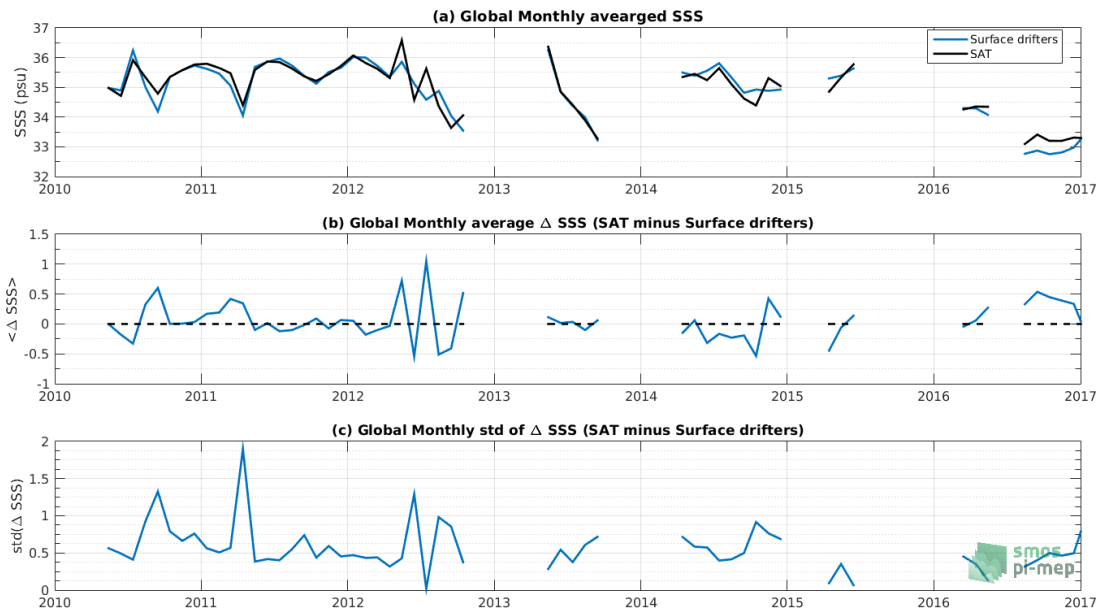 (a) Global Monthly avearged SSS
SSS (psu)
37
36
35
34
33
32
Surface drifters
SAT
2010 2011 2012 2013 2014 2015 2016 2017
(b) Global Monthly average Δ SSS (SAT minus Surface drifters)
<Δ SSS>
1.5
1
0.5
0
-0.5
-1
2010 2011 2012 2013 2014 2015 2016 2017
(c) Global Monthly std of Δ SSS (SAT minus Surface drifters)
std(Δ SSS)
2
1.5
1
0.5
0
smos
pi-mep
2010 2011 2012 2013 2014 2015 2016 2017